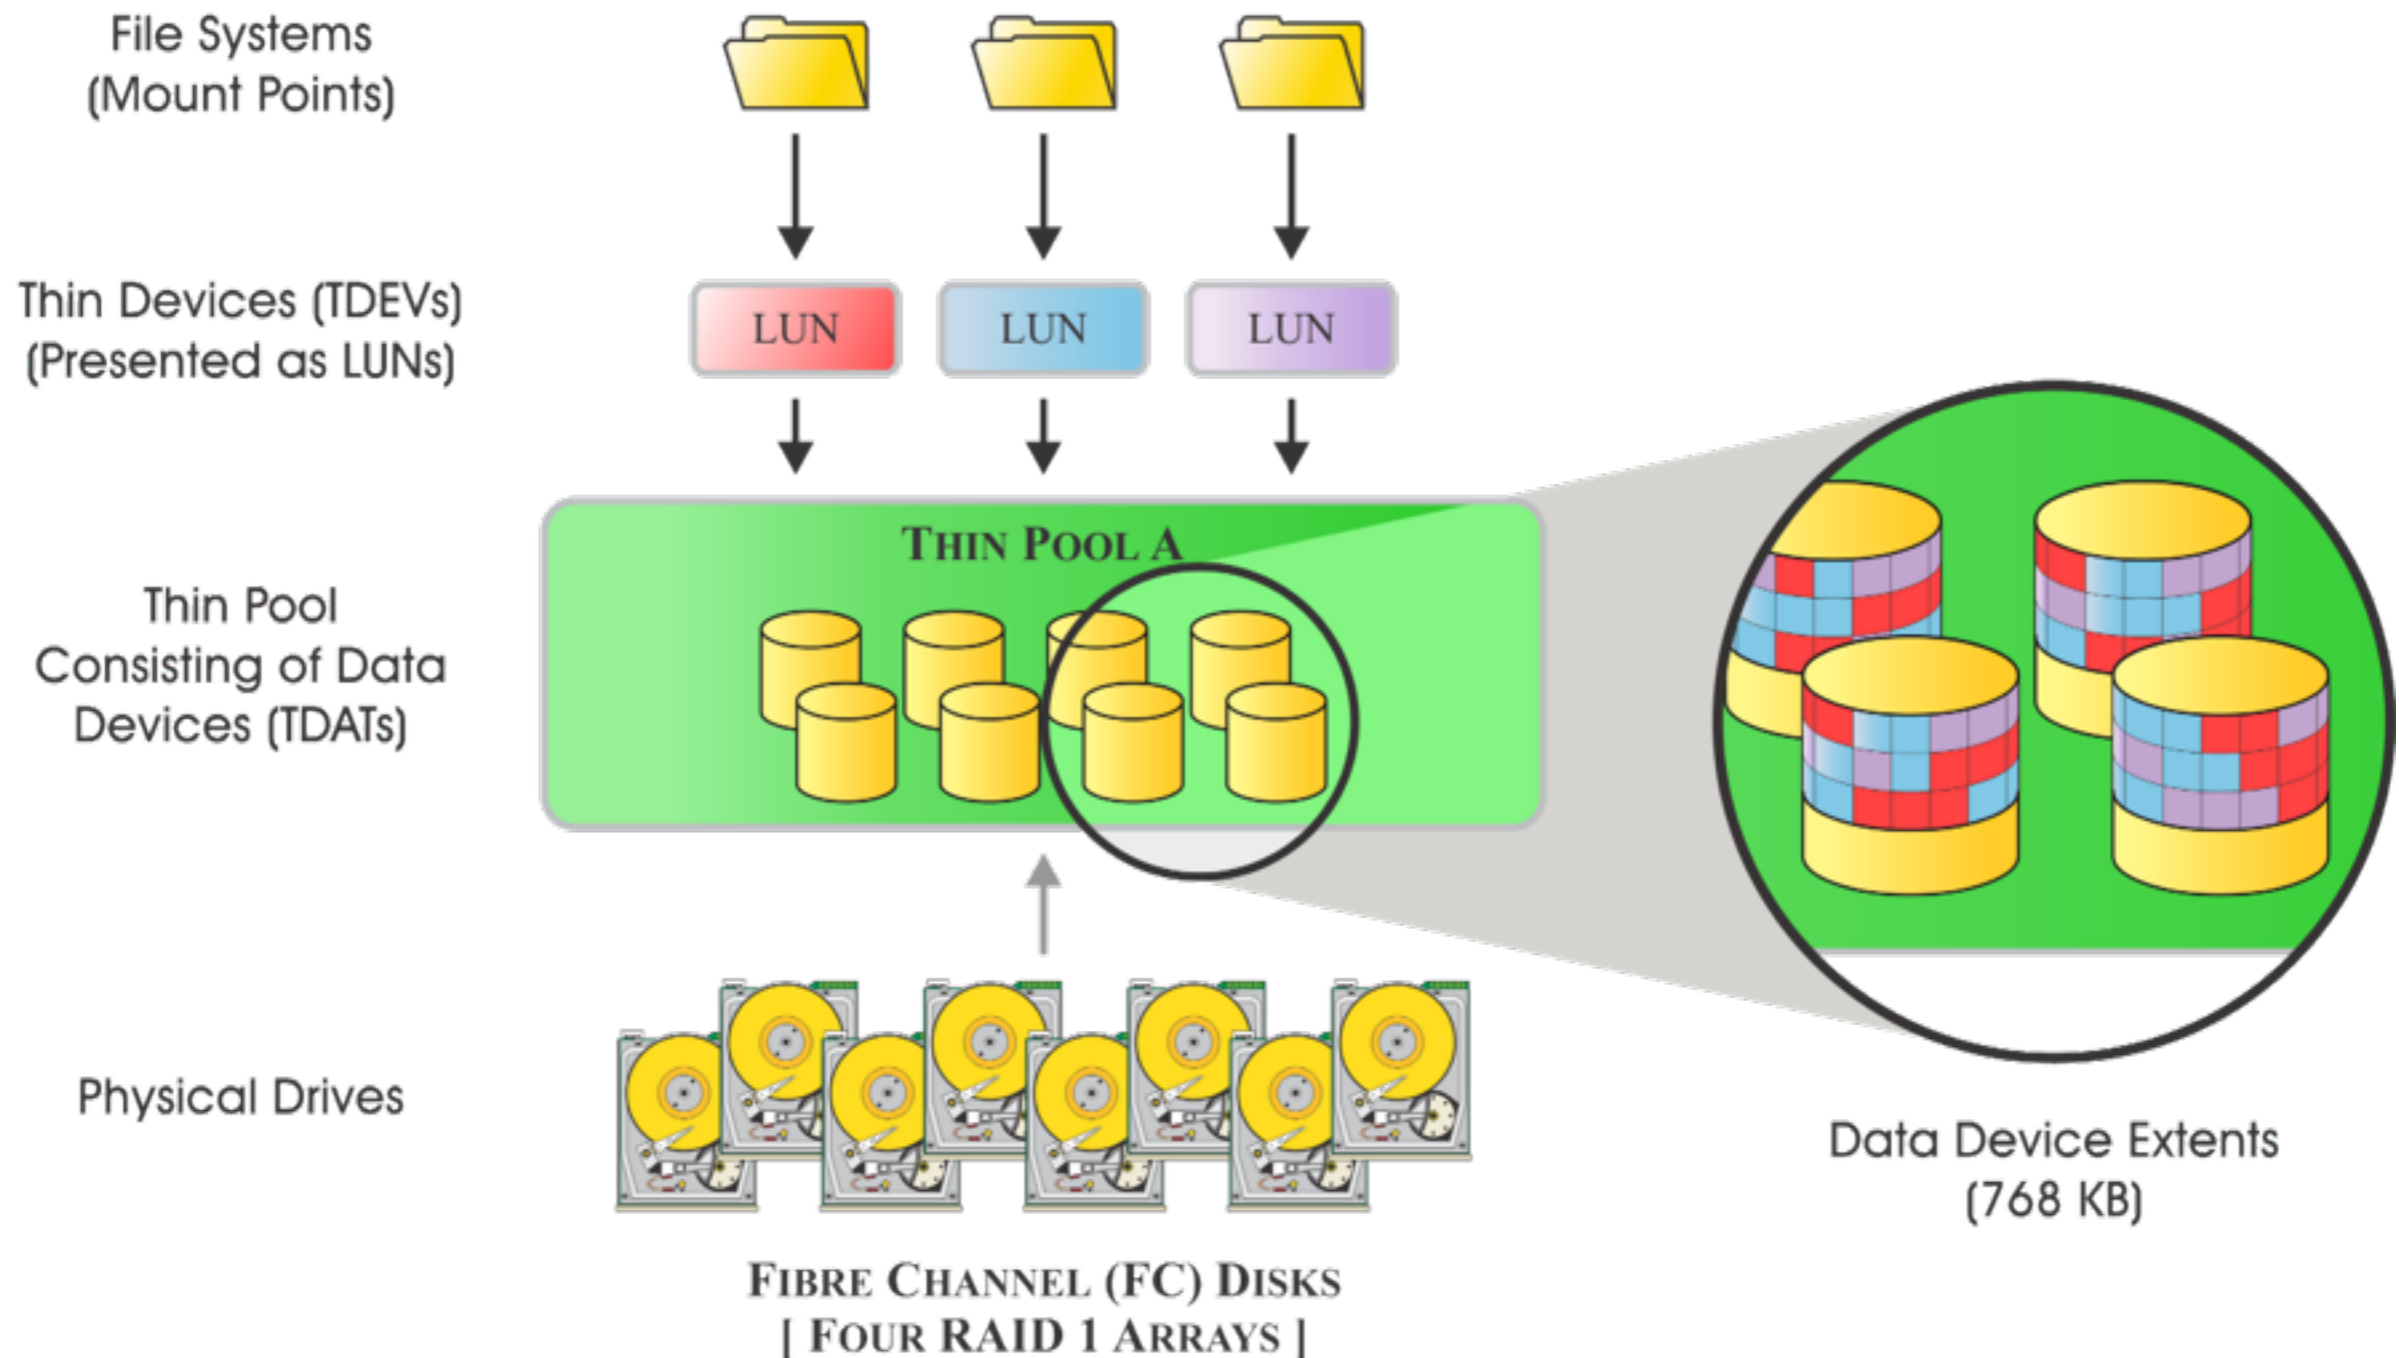 File Systems
(Mount Points)
Thin Devices (TDEVs)
(Presented as LUNs)
LUN
LUN
LUN
THIN POOL A
Thin Pool
Consisting of Data
Devices (TDATs)
Physical Drives
FIBRE CHANNEL (FC) DISKS
[ FOUR RAID 1 ARRAYS ]
Data Device Extents
(768 KB)